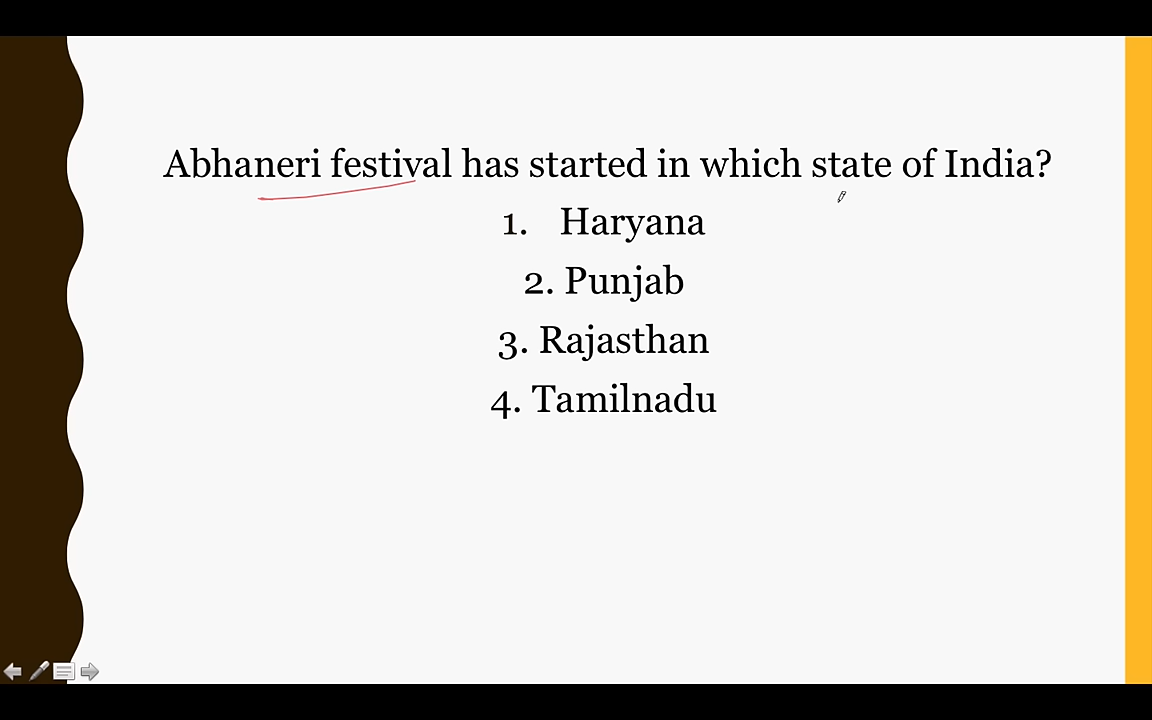 Abhaneri festival has started in which state of India?
1. Haryana
2. Punjab
3. Rajasthan
4. Tamilnadu